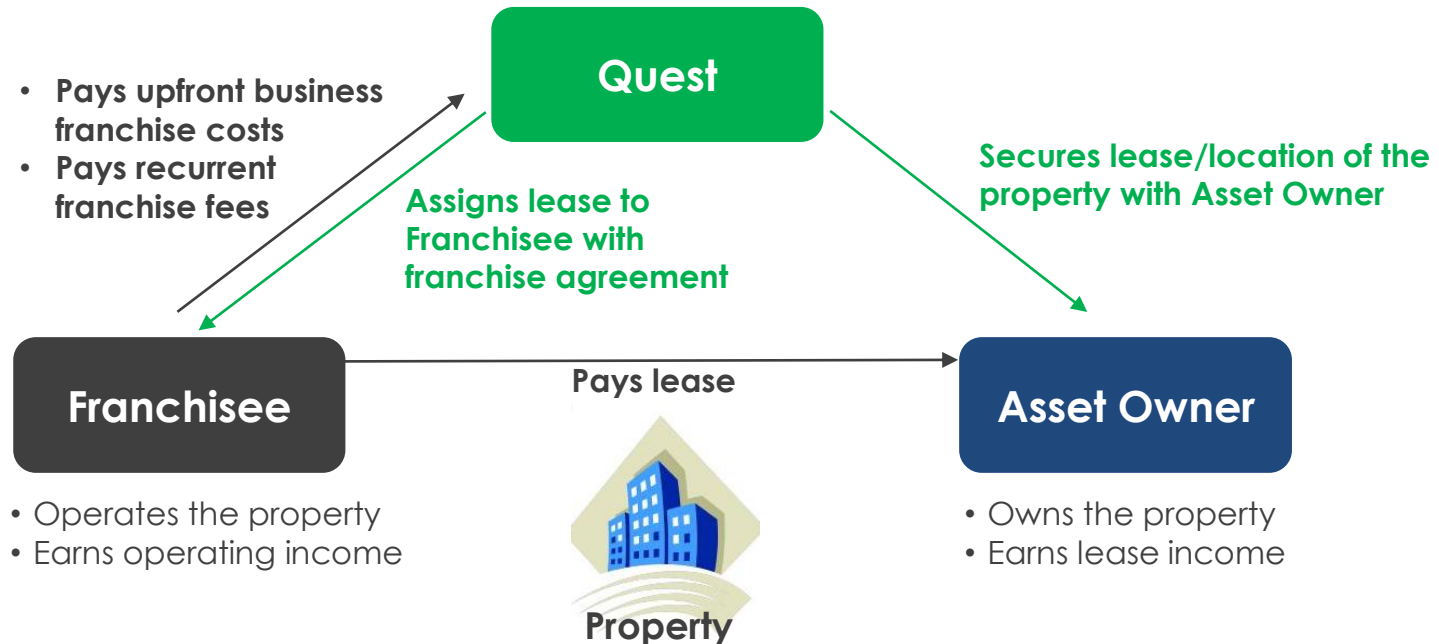 Quest
• Pays upfront business
franchise costs
• Pays recurrent
franchise fees
Assigns lease to
Franchisee with
franchise agreement
Secures lease/location of the
property with Asset Owner
Franchisee
Pays lease
Asset Owner
• Operates the property
• Earns operating income
• Owns the property
• Earns lease income
Property